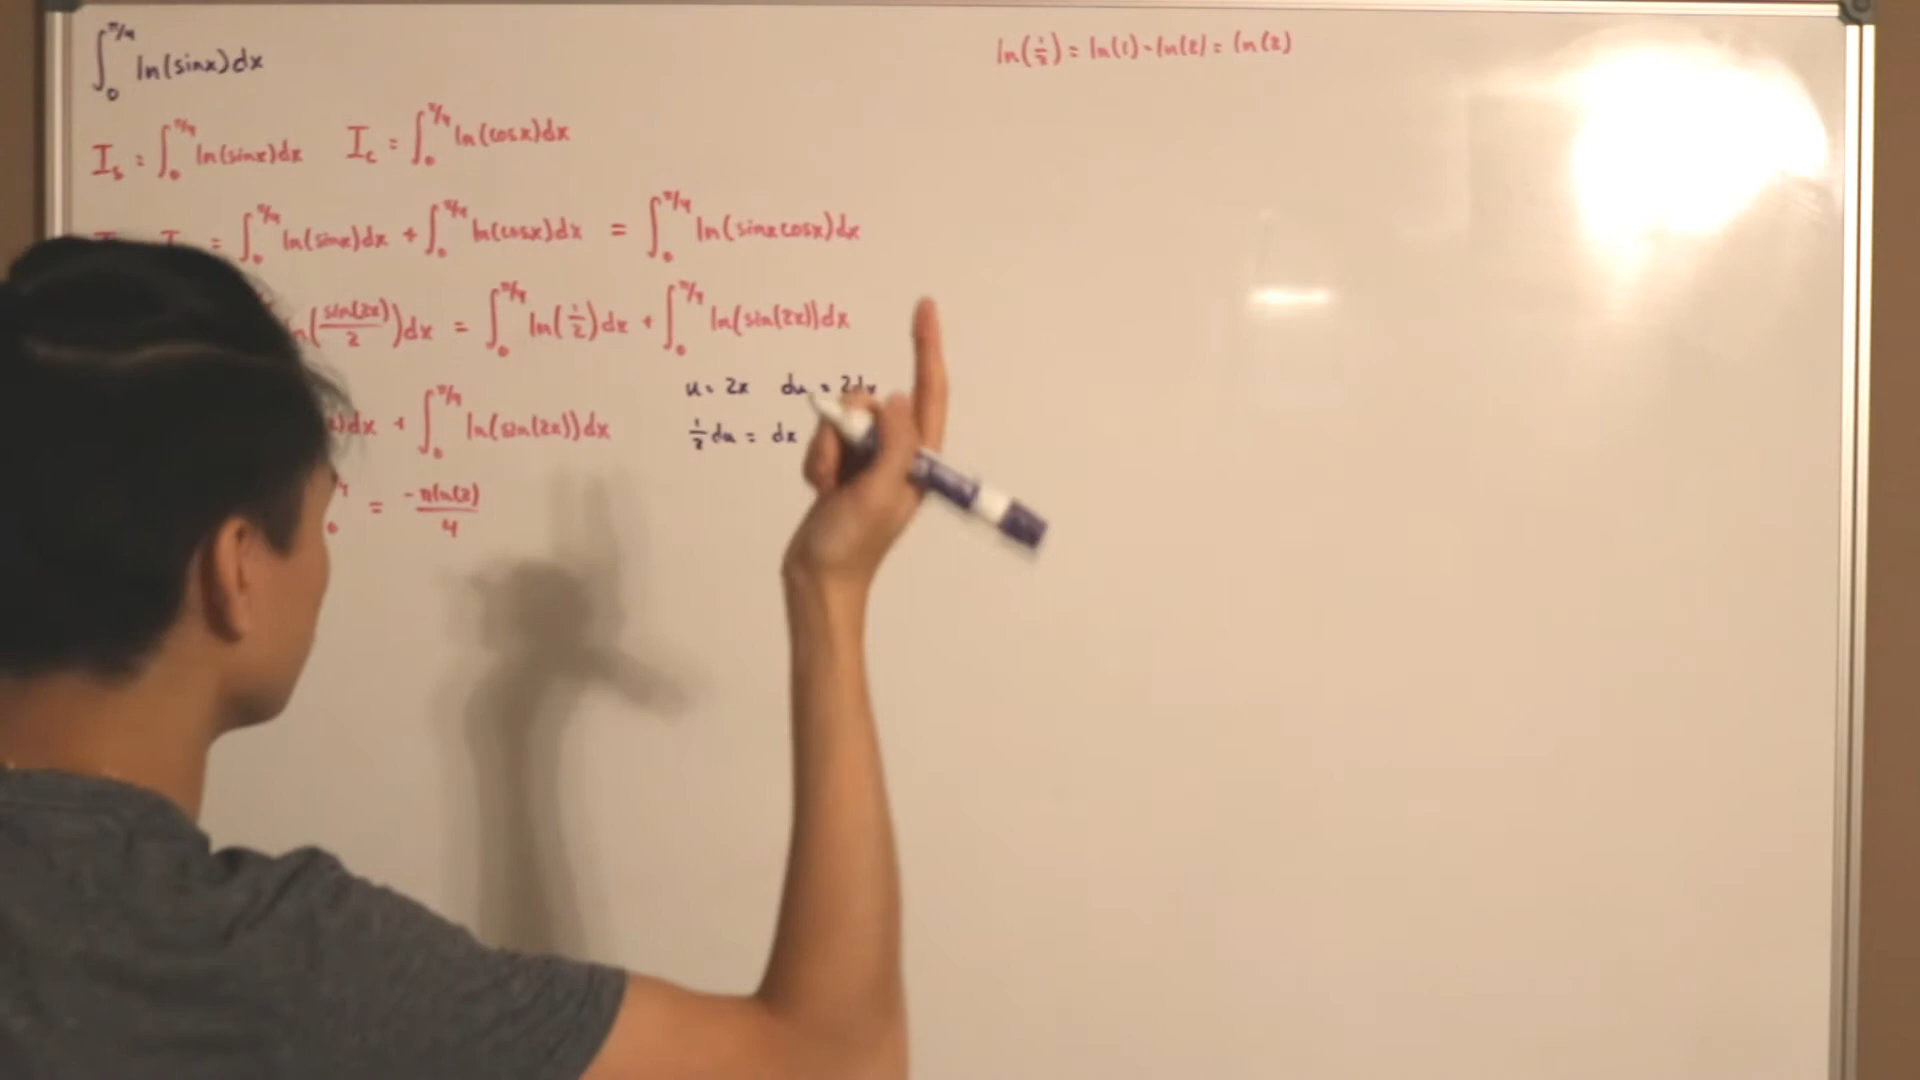 ∫₀^{π/4} ln(sinx)dx
ln(1/2) = ln(1) - ln(2) = ln(2)
I_s = ∫₀^{π/4} ln(sinx)dx I_c = ∫₀^{π/4} ln(cosx)dx
= ∫₀^{π/4} ln(sinx)dx + ∫₀^{π/4} ln(cosx)dx = ∫₀^{π/4} ln(sinxcosx)dx
n(sin(2x)/2)dx = ∫₀^{π/4} ln(1/2)dx + ∫₀^{π/4} ln(sin(2x))dx
)dx + ∫₀^{π/4} ln(sin(2x))dx
u = 2x du = 2dx
1/2 du = dx
= -πln(2)/4